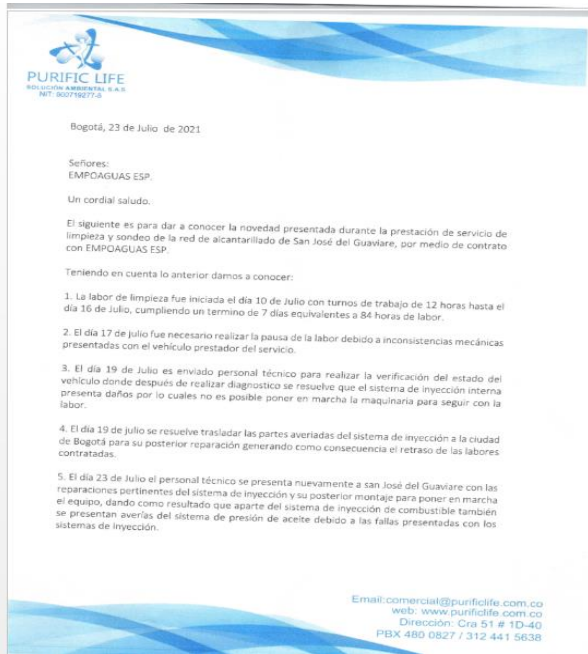 PURIFIC LIFE
SOLUCIÓN AMBIENTAL S.A.S
NIT: 900719277-5
Bogotá, 23 de Julio de 2021
Señores:
EMPOAGUAS ESP.
Un cordial saludo.
El siguiente es para dar a conocer la novedad presentada durante la prestación de servicio de
limpieza y sondeo de la red de alcantarillado de San José del Guaviare, por medio de contrato
con EMPOAGUAS ESP.
Teniendo en cuenta lo anterior damos a conocer:
1. La labor de limpieza fue iniciada el día 10 de Julio con turnos de trabajo de 12 horas hasta el
día 16 de Julio, cumpliendo un termino de 7 días equivalentes a 84 horas de labor.
2. El día 17 de julio fue necesario realizar la pausa de la labor debido a inconsistencias mecánicas
presentadas con el vehículo prestador del servicio.
3. El día 19 de Julio es enviado personal técnico para realizar la verificación del estado del
vehículo donde después de realizar diagnostico se resuelve que el sistema de inyección interna
presenta daños por lo cuales no es posible poner en marcha la maquinaria para seguir con la
labor.
4. El día 19 de julio se resuelve trasladar las partes averiadas del sistema de inyección a la ciudad
de Bogotá para su posterior reparación generando como consecuencia el retraso de las labores
contratadas.
5. El día 23 de Julio el personal técnico se presenta nuevamente a san José del Guaviare con las
reparaciones pertinentes del sistema de inyección y su posterior montaje para poner en marcha
el equipo, dando como resultado que aparte del sistema de inyección de combustible también
se presentan averías del sistema de presión de aceite debido a las fallas presentadas con los
sistemas de inyección.
Email:comercial@purificlife.com.co
web: www.purificlife.com.co
Dirección: Cra 51 # 1D-40
PBX 480 0827 / 312 441 5638